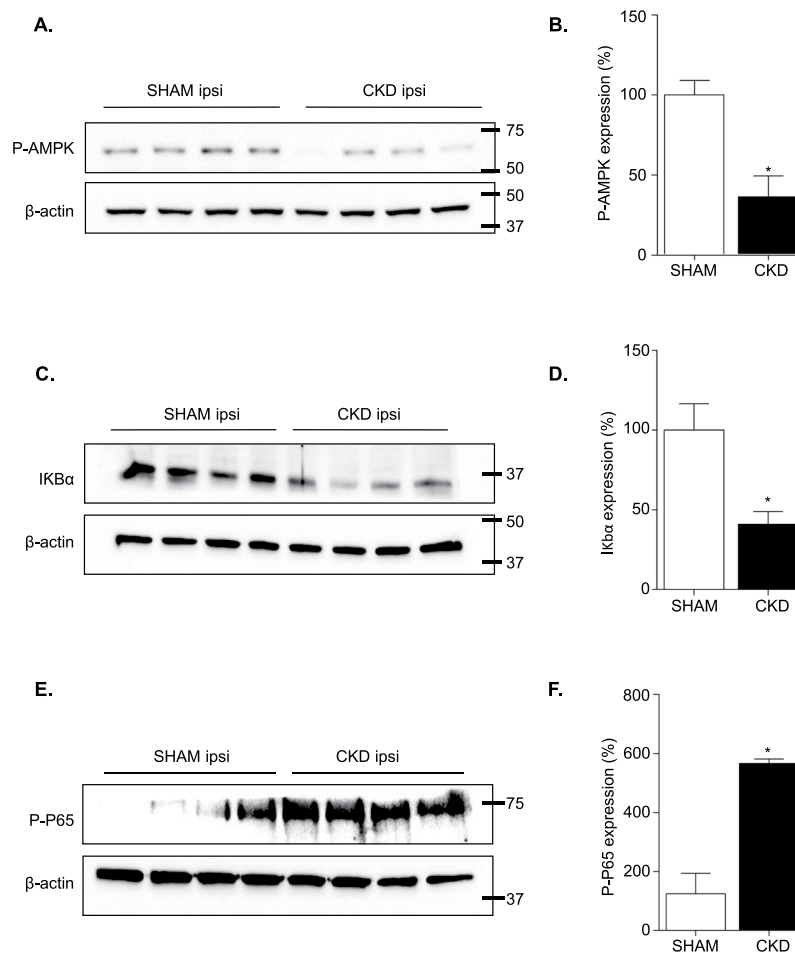 A.
SHAM ipsi CKD ipsi
P-AMPK
75
50
β-actin
50
37
B.
P-AMPK expression (%)
150
100
50
0
*
SHAM CKD
C.
SHAM ipsi CKD ipsi
IKBα
37
β-actin
50
37
D.
IKbα expression (%)
150
100
50
0
*
SHAM CKD
E.
SHAM ipsi CKD ipsi
P-P65
75
β-actin
37
F.
P-P65 expression (%)
800
600
400
200
0
*
SHAM CKD